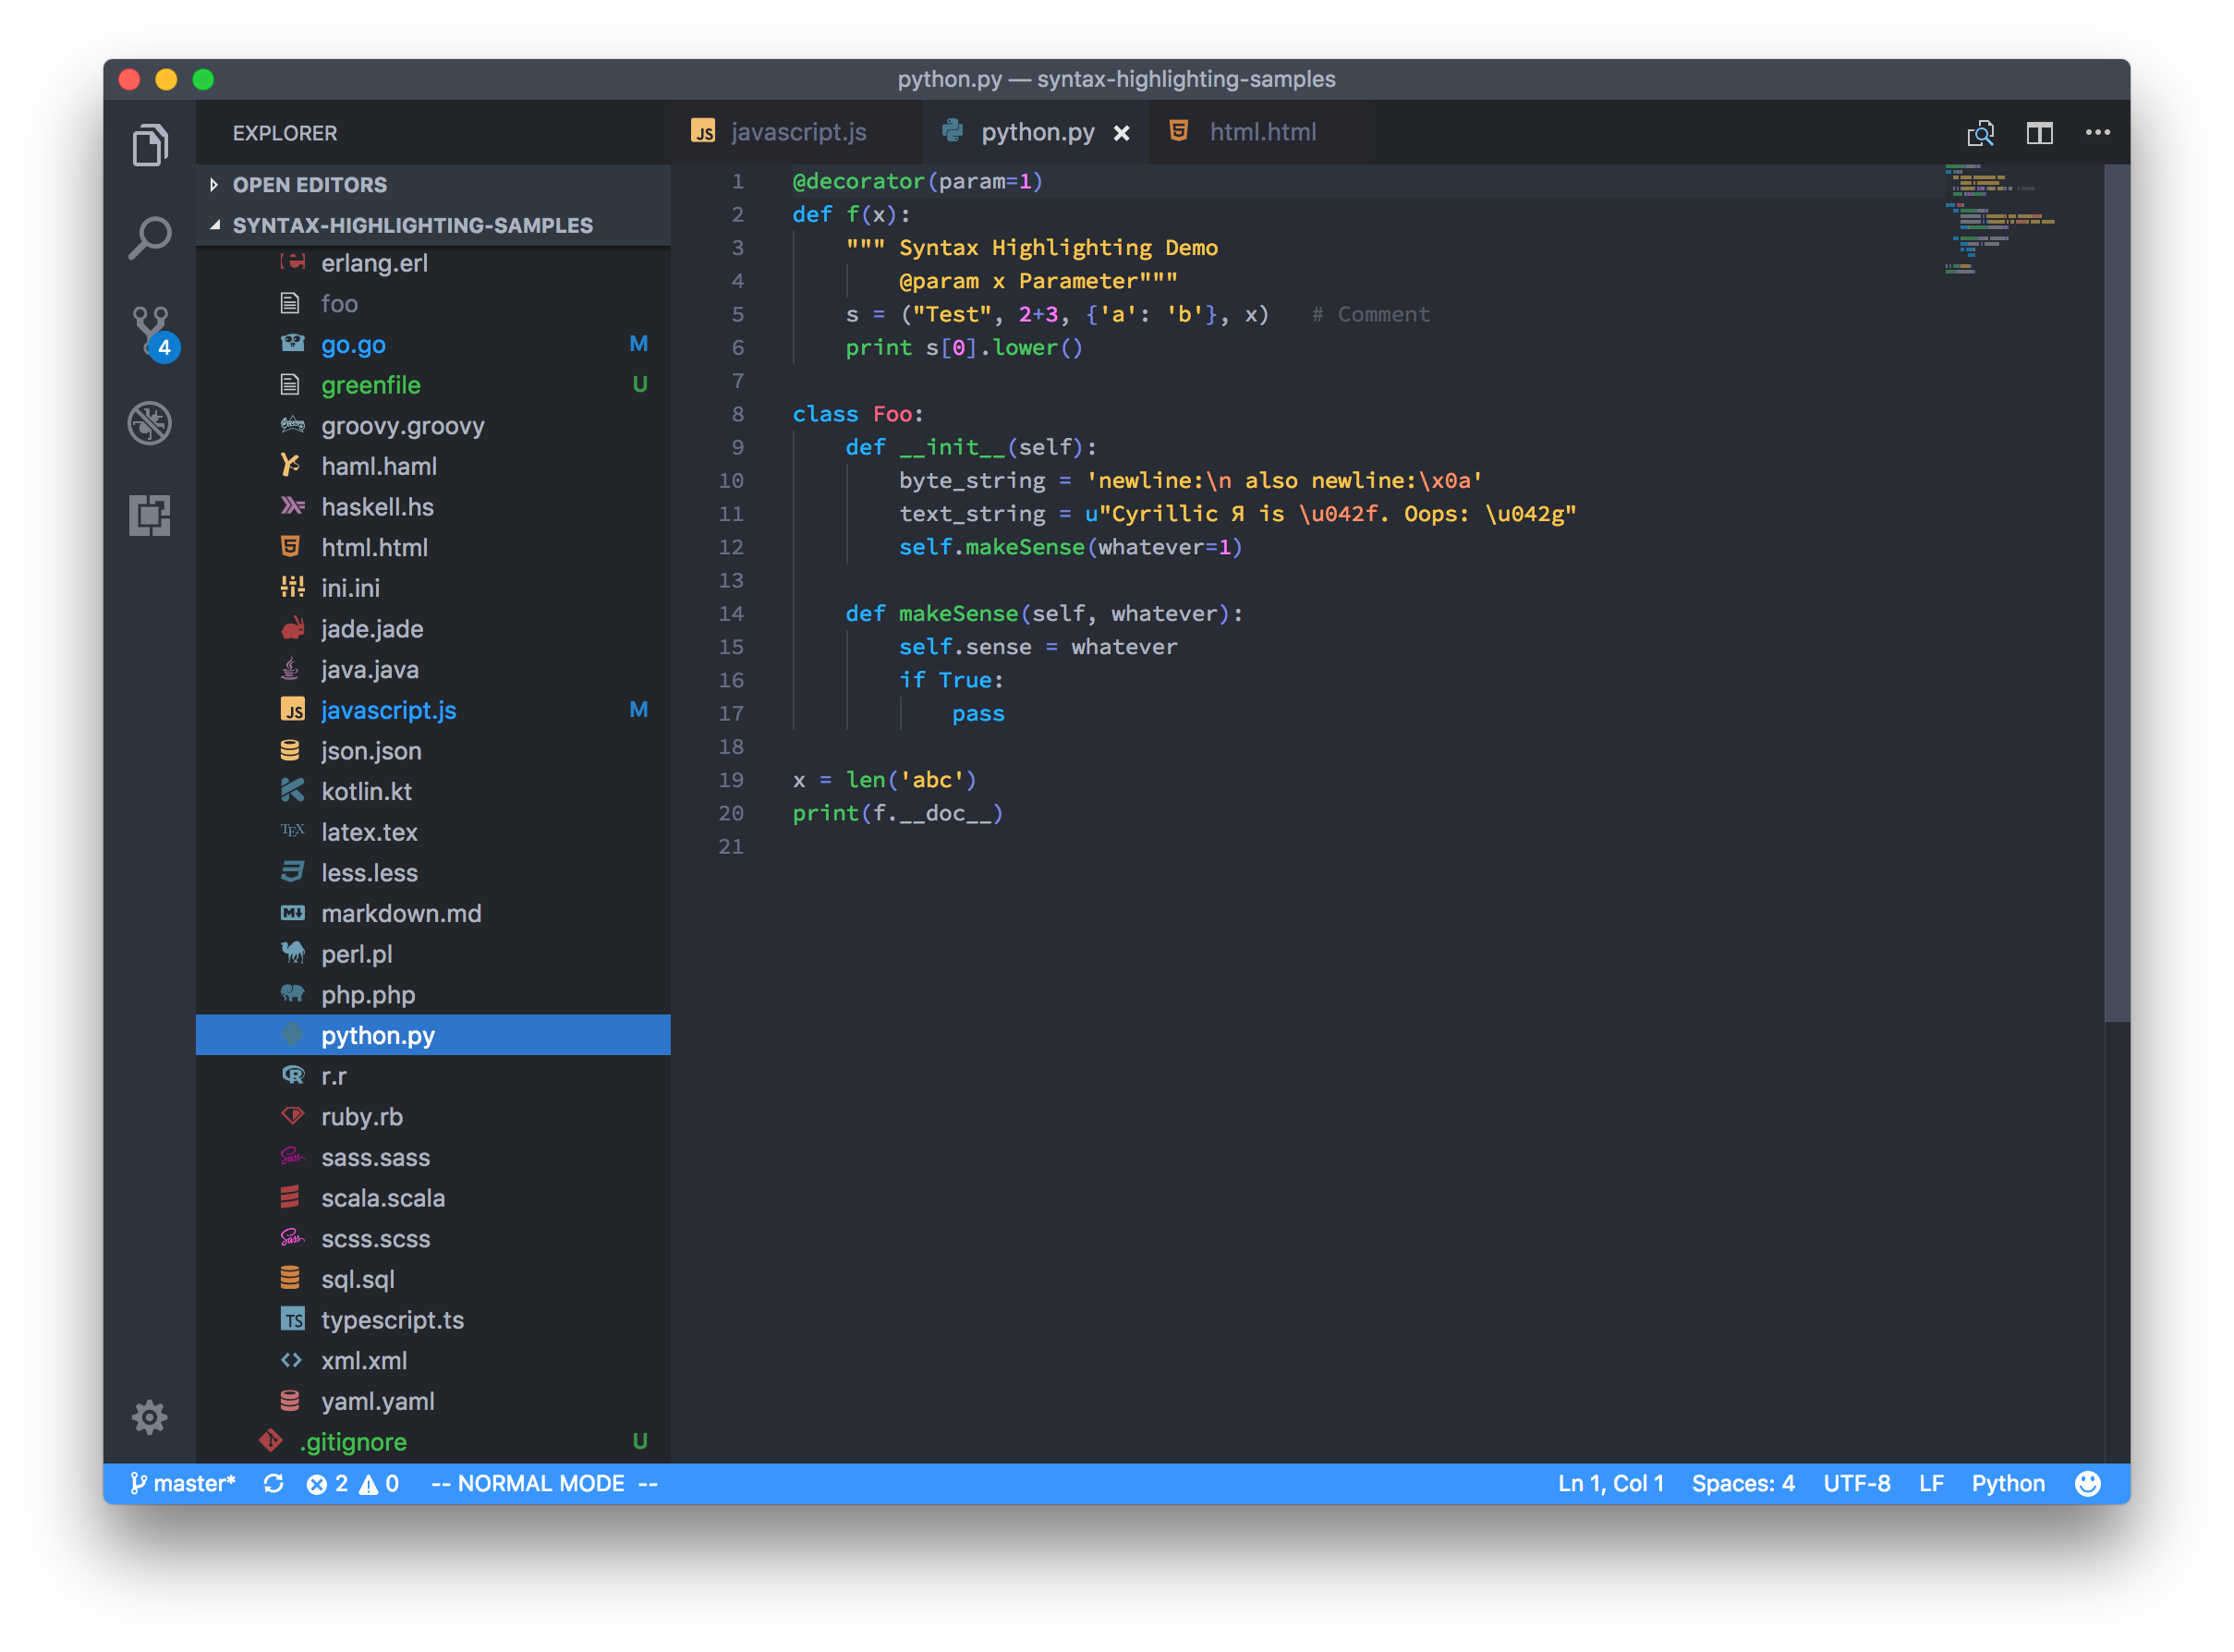 python.py — syntax-highlighting-samples
EXPLORER
javascript.js
python.py
html.html
OPEN EDITORS
SYNTAX-HIGHLIGHTING-SAMPLES
erlang.erl
foo
go.go M
greenfile U
groovy.groovy
haml.haml
haskell.hs
html.html
ini.ini
jade.jade
java.java
JS javascript.js M
json.json
kotlin.kt
TEX latex.tex
less.less
markdown.md
perl.pl
php.php
python.py
r.r
ruby.rb
sass.sass
scala.scala
scss.scss
sql.sql
TS typescript.ts
xml.xml
yaml.yaml
.gitignore U
4
1 @decorator(param=1)
2 def f(x):
3     """ Syntax Highlighting Demo
4         @param x Parameter"""
5     s = ("Test", 2+3, {'a': 'b'}, x)   # Comment
6     print s[0].lower()
7
8 class Foo:
9     def __init__(self):
10         byte_string = 'newline:\n also newline:\x0a'
11         text_string = u"Cyrillic Я is \u042f. Oops: \u042g"
12         self.makeSense(whatever=1)
13
14     def makeSense(self, whatever):
15         self.sense = whatever
16         if True:
17             pass
18
19 x = len('abc')
20 print(f.__doc__)
21
master* 2 0 -- NORMAL MODE -- Ln 1, Col 1 Spaces: 4 UTF-8 LF Python